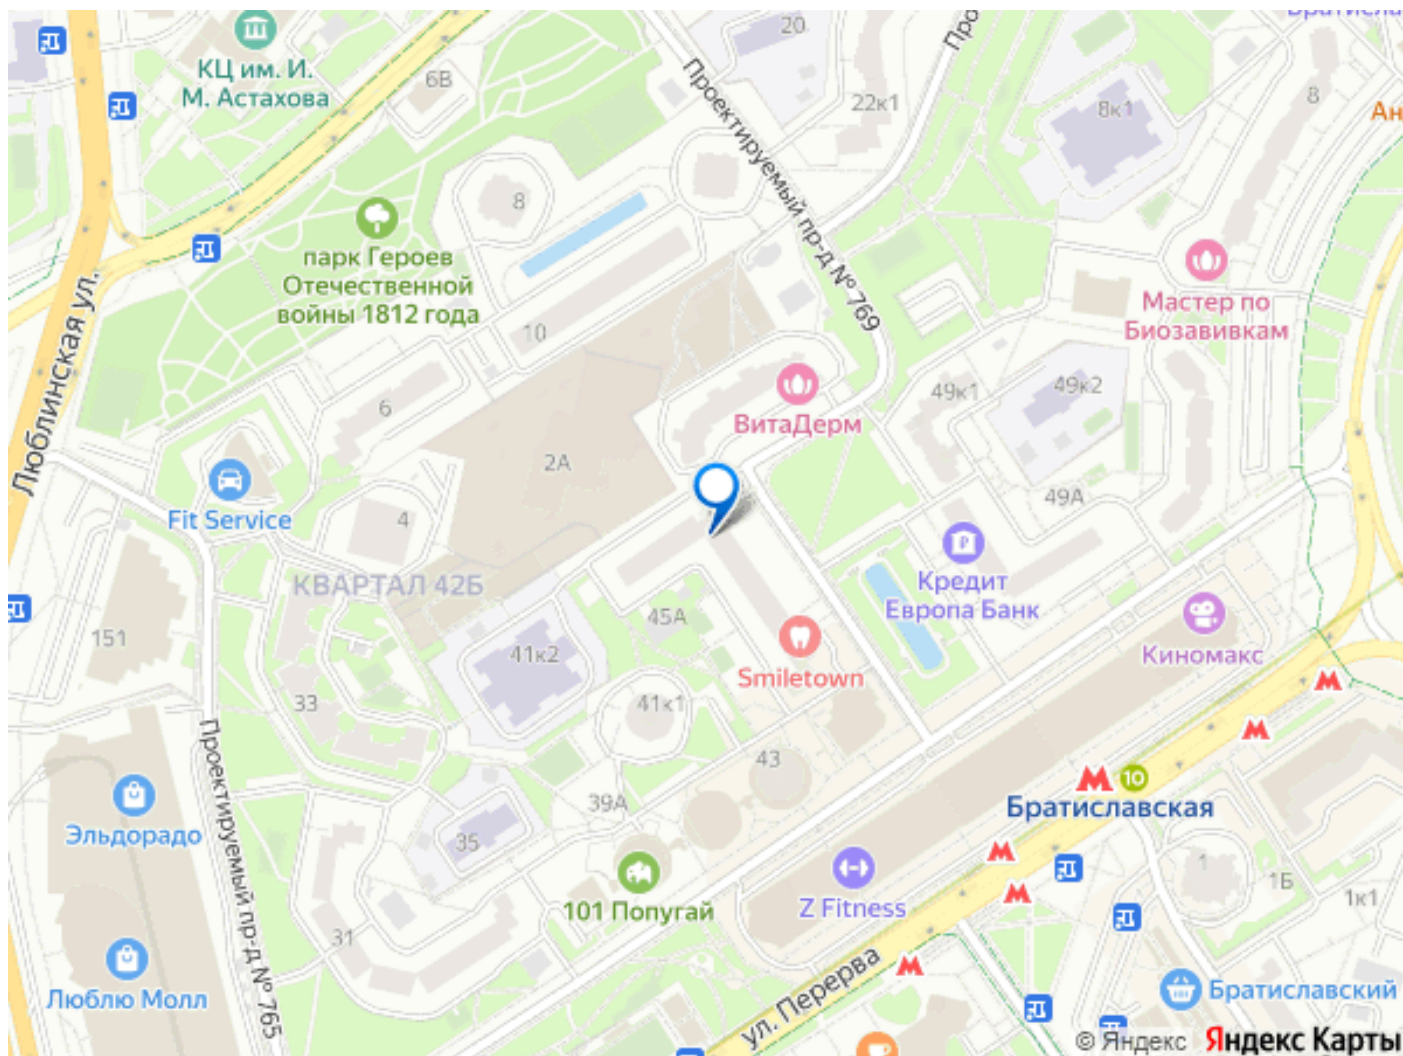 КЦ им. И.
М. Астахова
6В
20
22к1
8к1
8
Ан
Проектируемый пр-д № 769
Про
8
парк Героев
Отечественной
войны 1812 года
Мастер по
Биозавивкам
10
6
Люблинская ул.
ВитаДерм
49к1
49к2
49А
2А
4
Fit Service
КВАРТАЛ 42Б
Кредит
Европа Банк
45А
151
41к2
Smiletown
Киномакс
41к1
33
43
10
Братиславская
Эльдорадо
39А
35
Проектируемый пр-д № 765
101 Попугай
Z Fitness
1
1Б
1к1
31
ул. Перерва
Люблю Молл
Братиславский
© Яндекс Яндекс Карты